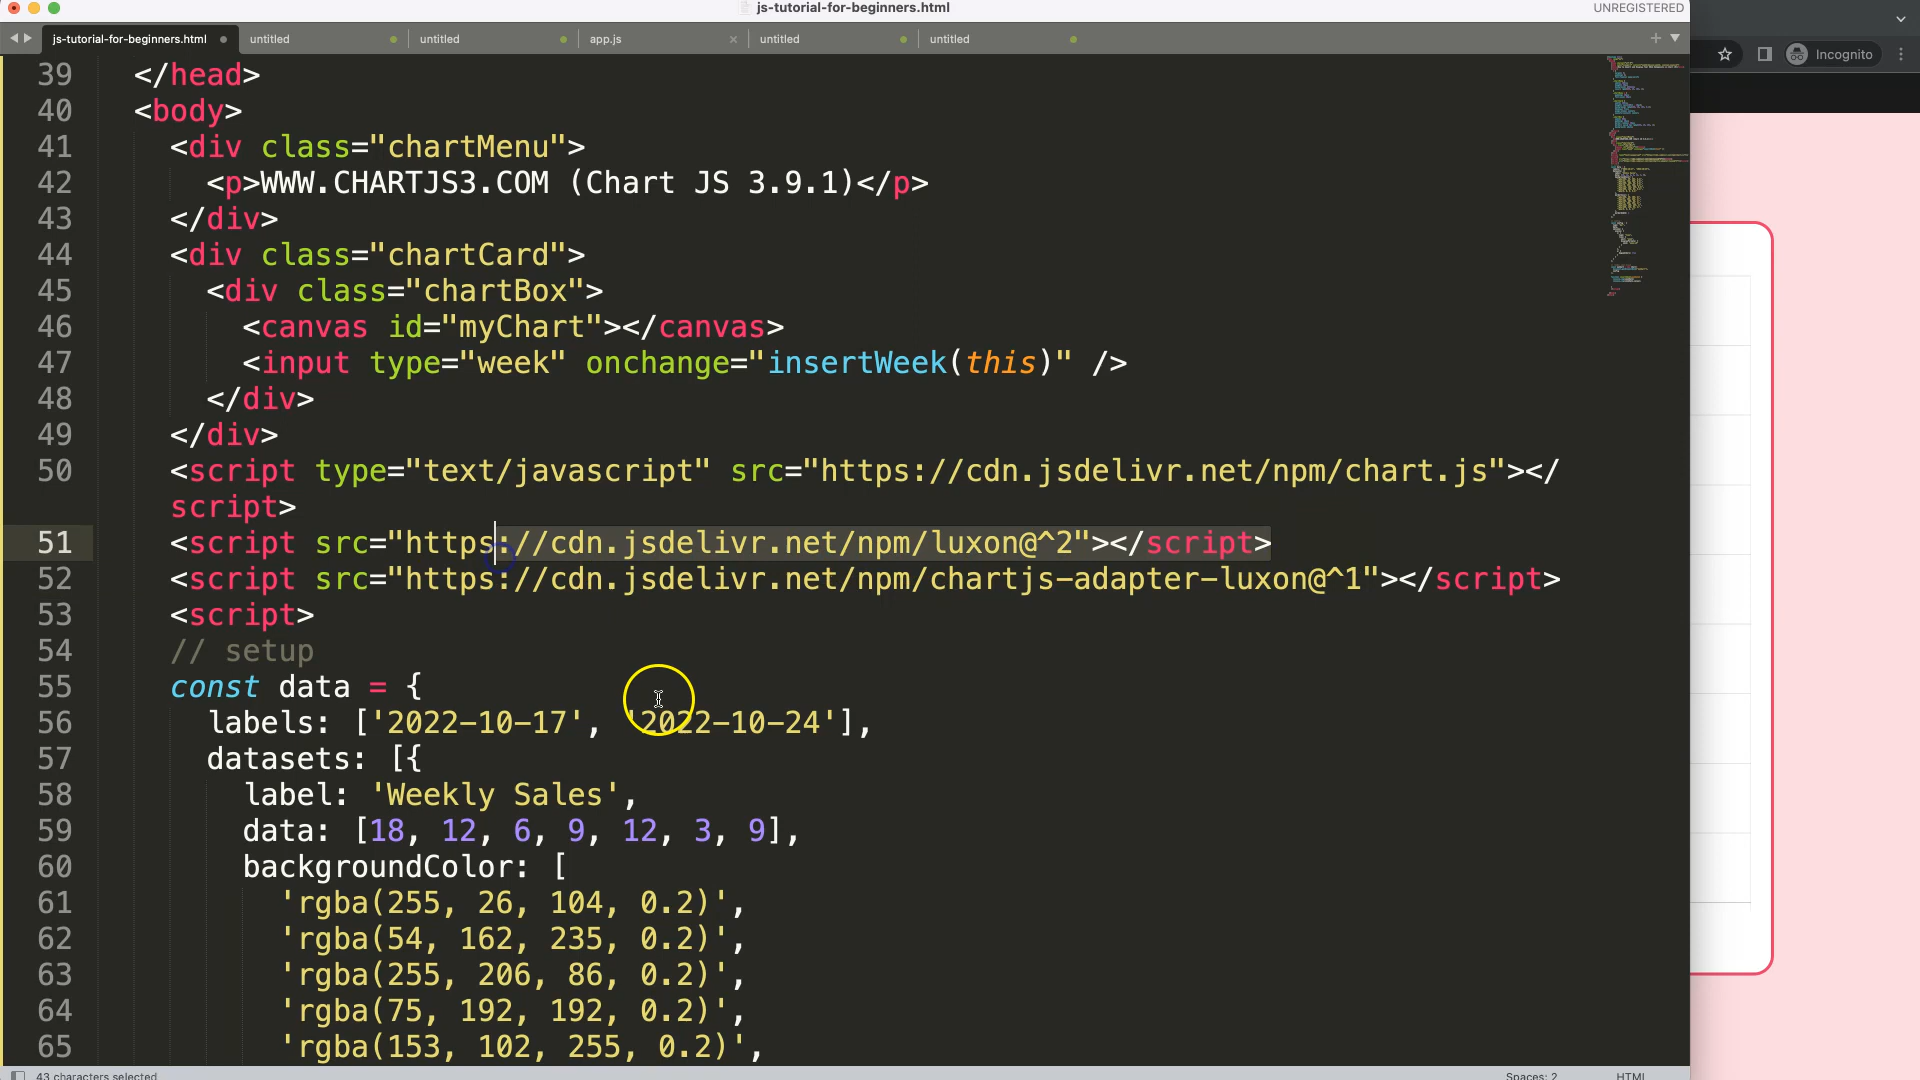 js-tutorial-for-beginners.html
UNREGISTERED
js-tutorial-for-beginners.html untitled untitled app.js untitled untitled
Incognito
39 </head>
40 <body>
41 <div class="chartMenu">
42 <p>WWW.CHARTJS3.COM (Chart JS 3.9.1)</p>
43 </div>
44 <div class="chartCard">
45 <div class="chartBox">
46 <canvas id="myChart"></canvas>
47 <input type="week" onchange="insertWeek(this)" />
48 </div>
49 </div>
50 <script type="text/javascript" src="https://cdn.jsdelivr.net/npm/chart.js"></
script>
51 <script src="https://cdn.jsdelivr.net/npm/luxon@^2"></script>
52 <script src="https://cdn.jsdelivr.net/npm/chartjs-adapter-luxon@^1"></script>
53 <script>
54 // setup
55 const data = {
56 labels: ['2022-10-17', '2022-10-24'],
57 datasets: [{
58 label: 'Weekly Sales',
59 data: [18, 12, 6, 9, 12, 3, 9],
60 backgroundColor: [
61 'rgba(255, 26, 104, 0.2)',
62 'rgba(54, 162, 235, 0.2)',
63 'rgba(255, 206, 86, 0.2)',
64 'rgba(75, 192, 192, 0.2)',
65 'rgba(153, 102, 255, 0.2)',
43 characters selected
Spaces: 2
HTML